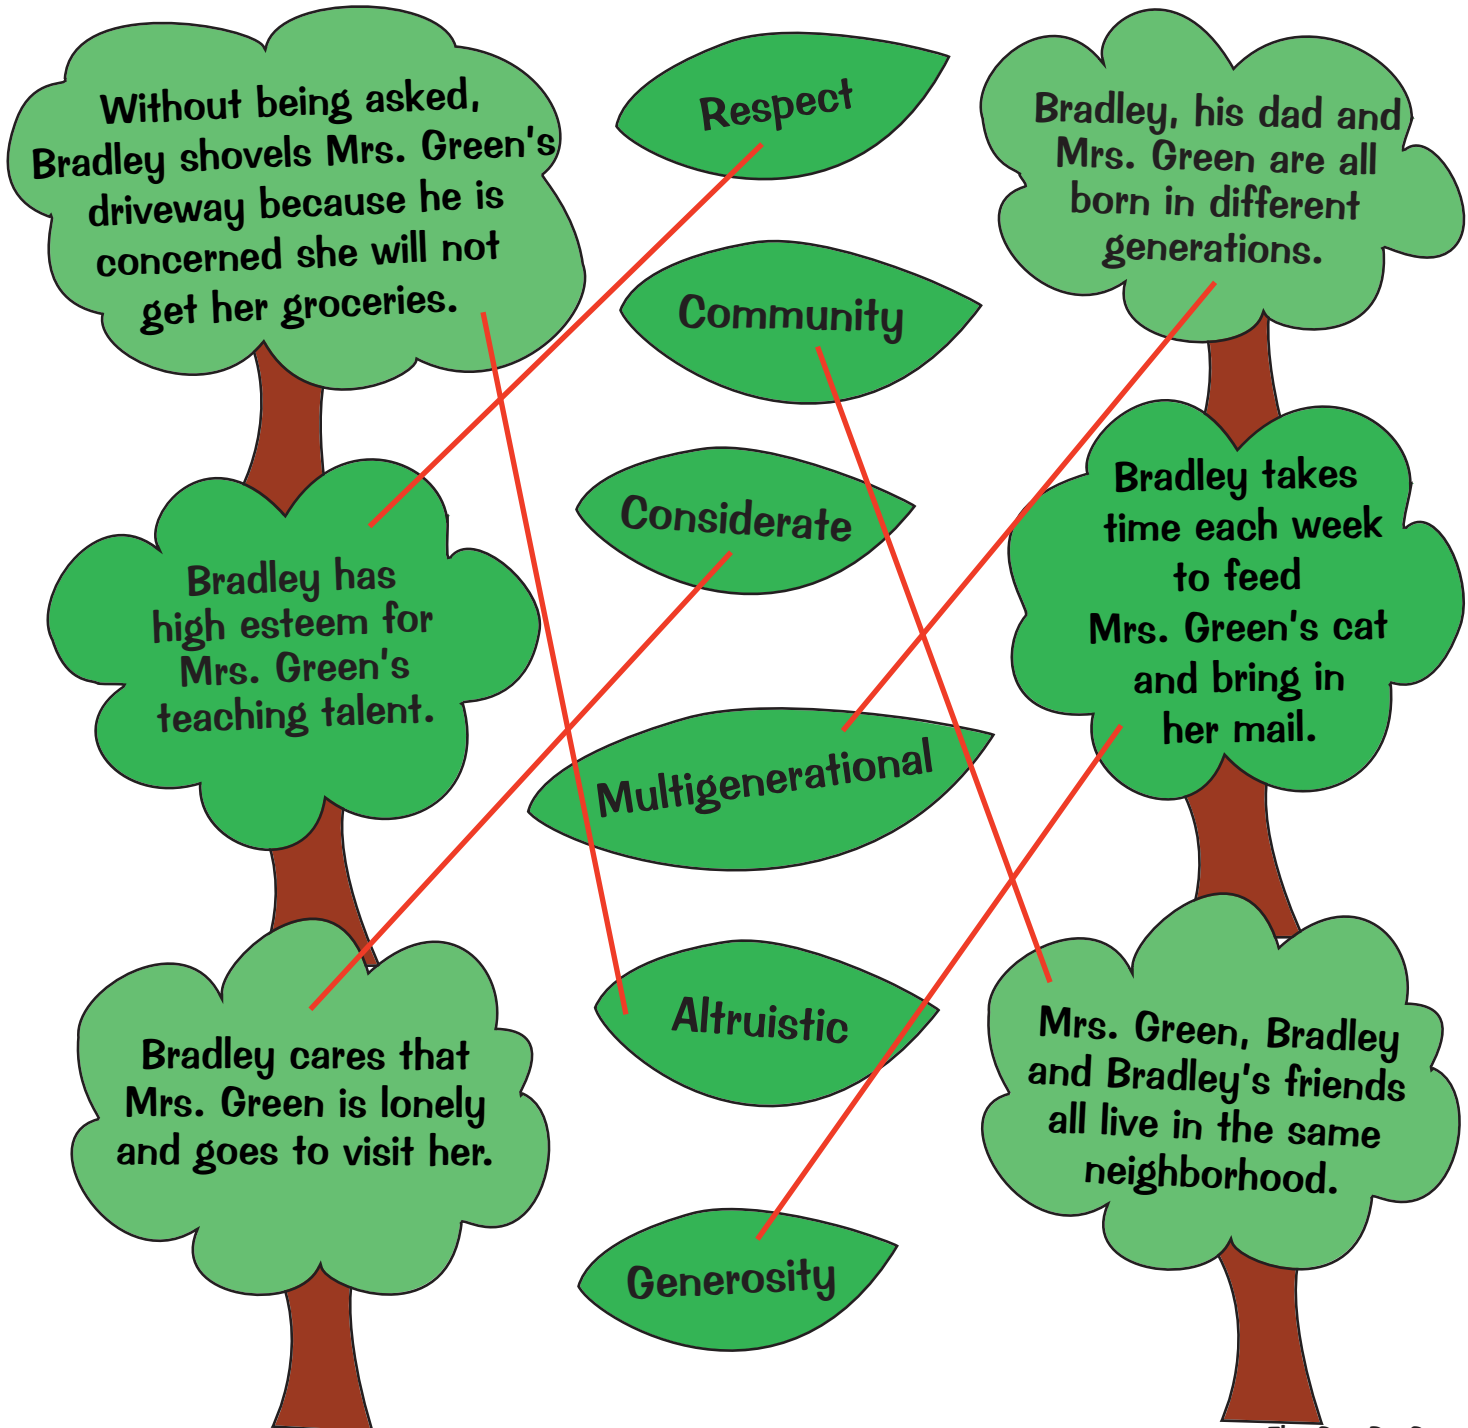 Without being asked,
Bradley shovels Mrs. Green's
driveway because he is
concerned she will not
get her groceries.
Bradley has
high esteem for
Mrs. Green's
teaching talent.
Bradley cares that
Mrs. Green is lonely
and goes to visit her.
Respect
Community
Considerate
Multigenerational
Altruistic
Generosity
Bradley, his dad and
Mrs. Green are all
born in different
generations.
Bradley takes
time each week
to feed
Mrs. Green's cat
and bring in
her mail.
Mrs. Green, Bradley
and Bradley's friends
all live in the same
neighborhood.